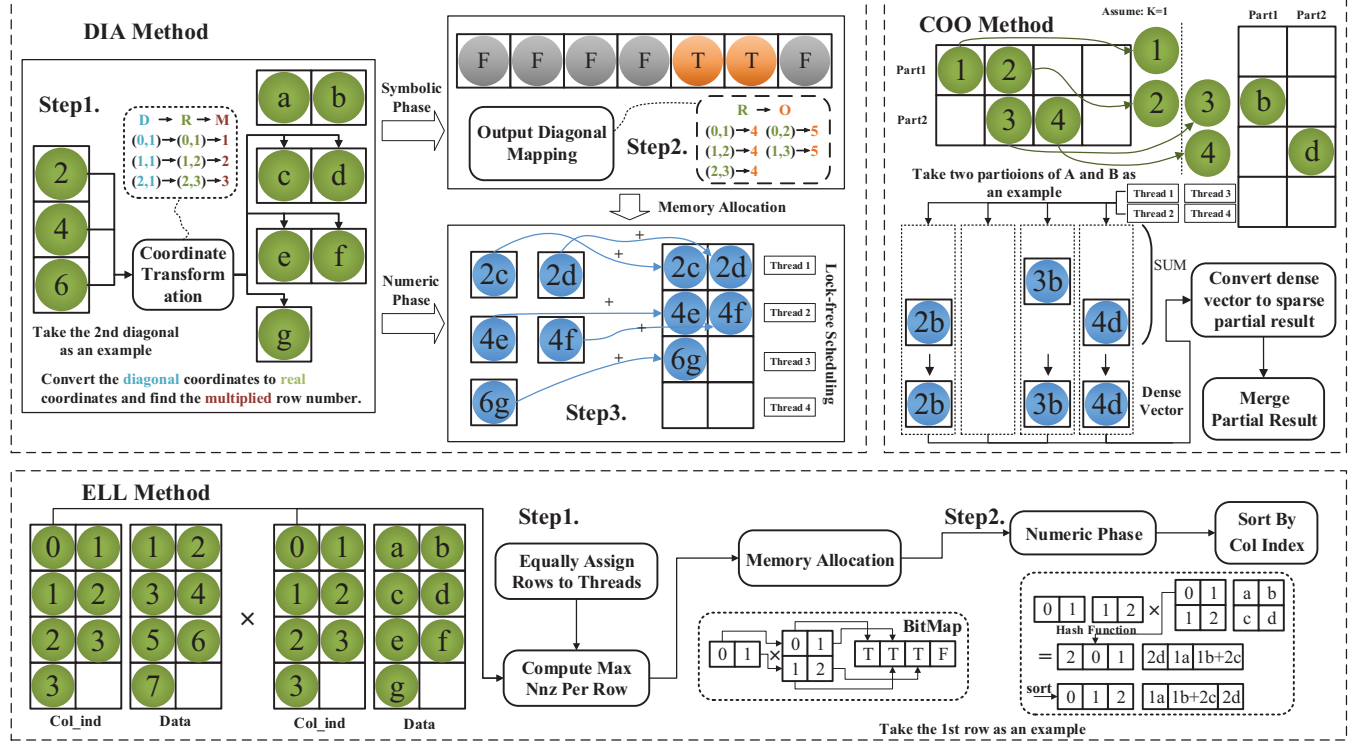 DIA Method
Step1.
D → R → M
(0,1)→(0,1)→1
(1,1)→(1,2)→2
(2,1)→(2,3)→3
2
4
6
Coordinate
Transform
ation
a b
c d
e f
g
Take the 2nd diagonal
as an example
Convert the diagonal coordinates to real
coordinates and find the multiplied row number.
Symbolic
Phase
Numeric
Phase
F F F F T T F
Output Diagonal
Mapping
Step2.
R → O
(0,1)→4 (0,2)→5
(1,2)→4 (1,3)→5
(2,3)→4
Memory Allocation
2c 2d
4e 4f
6g
+
+
+
+
+
2c 2d
4e 4f
6g
Step3.
Thread 1
Thread 2
Thread 3
Thread 4
Lock-free Scheduling
COO Method
Assume: K=1
Part1
Part2
1 2
3 4
1
2
3
4
Part1 Part2
b
d
Take two partioions of A and B as
an example
Thread 1 Thread 3
Thread 2 Thread 4
2b
3b
4d
SUM
2b 3b 4d
Dense
Vector
Convert dense
vector to sparse
partial result
Merge
Partial Result
ELL Method
0 1
1 2
2 3
3
Col_ind
1 2
3 4
5 6
7
Data
×
0 1
1 2
2 3
3
Col_ind
a b
c d
e f
g
Data
Step1.
Equally Assign
Rows to Threads
Compute Max
Nnz Per Row
Memory Allocation
Step2.
Numeric Phase
Sort By
Col Index
BitMap
0 1 ×
0 1
1 2
T T T F
0 1 1 2 ×
0 1 a b
1 2 c d
Hash Function
= 2 0 1 2d 1a 1b+2c
sort 0 1 2 1a 1b+2c 2d
Take the 1st row as an example